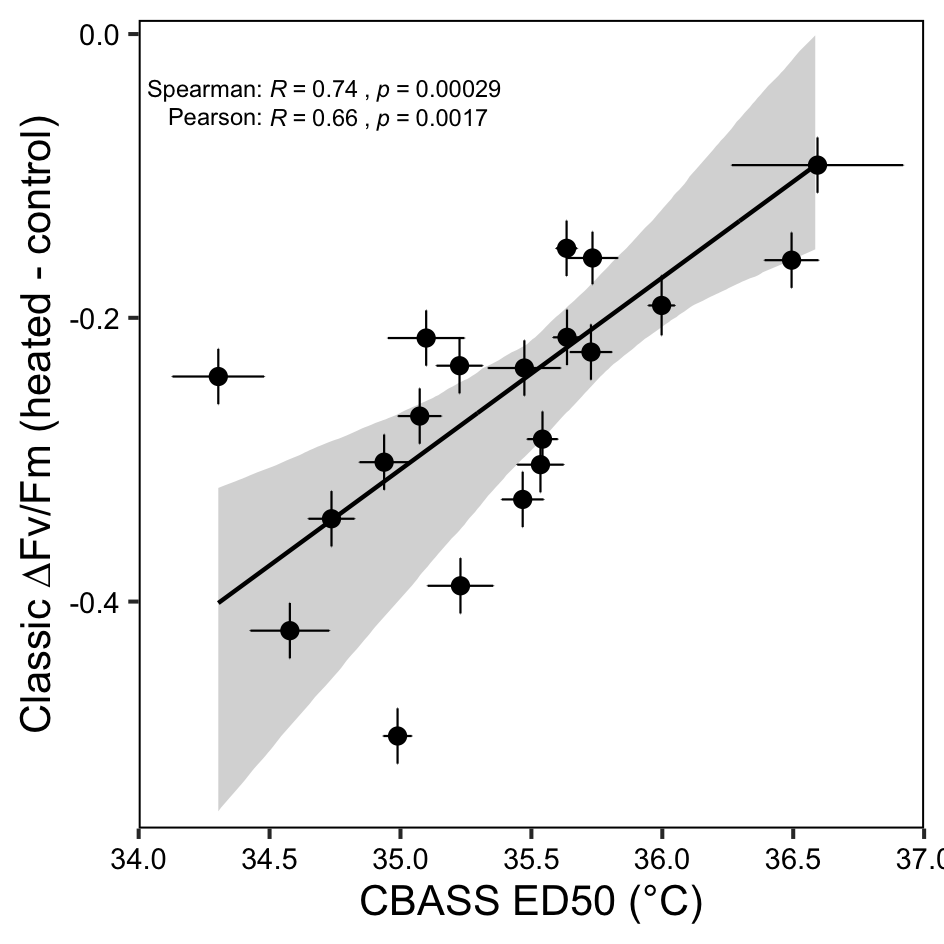 Classic ΔFv/Fm (heated - control)
0.0
-0.2
-0.4
Spearman: R = 0.74 , p = 0.00029
Pearson: R = 0.66 , p = 0.0017
34.0 34.5 35.0 35.5 36.0 36.5 37.0
CBASS ED50 (°C)